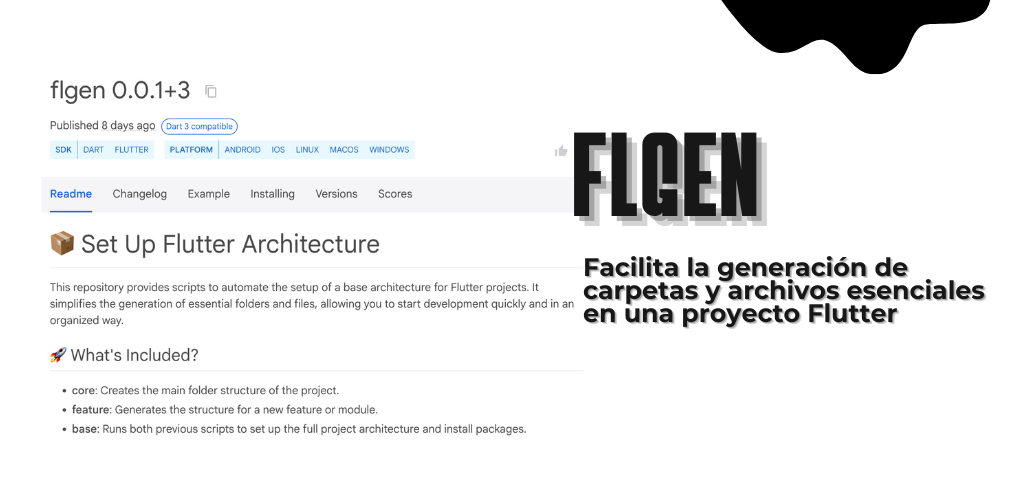 flgen 0.0.1+3
Published 8 days ago Dart 3 compatible
SDK DART FLUTTER PLATFORM ANDROID IOS LINUX MACOS WINDOWS
Readme Changelog Example Installing Versions Scores
📦 Set Up Flutter Architecture
This repository provides scripts to automate the setup of a base architecture for Flutter projects. It
simplifies the generation of essential folders and files, allowing you to start development quickly and in an
organized way.
🚀 What's Included?
• core: Creates the main folder structure of the project.
• feature: Generates the structure for a new feature or module.
• base: Runs both previous scripts to set up the full project architecture and install packages.
FLGEN
Facilita la generación de
carpetas y archivos esenciales
en una proyecto Flutter